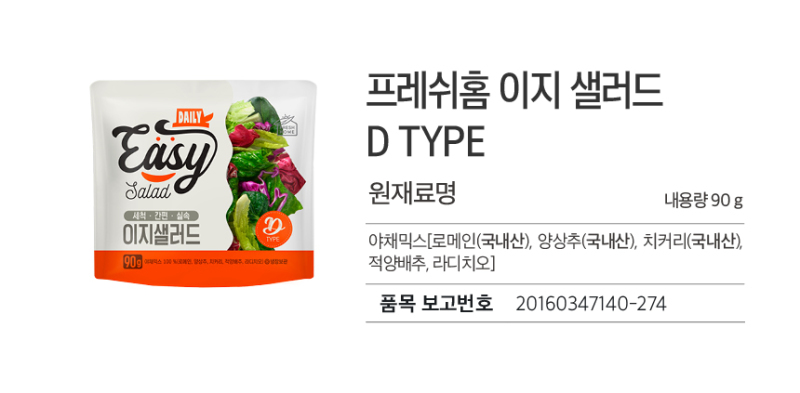 DAILY
Easy
Salad
세척 · 간편 · 실속
이지샐러드
D
TYPE
90g
프레쉬홈 이지 샐러드
D TYPE
원재료명
내용량 90 g
야채믹스[로메인(국내산), 양상추(국내산), 치커리(국내산),
적양배추, 라디치오]
품목 보고번호 20160347140-274